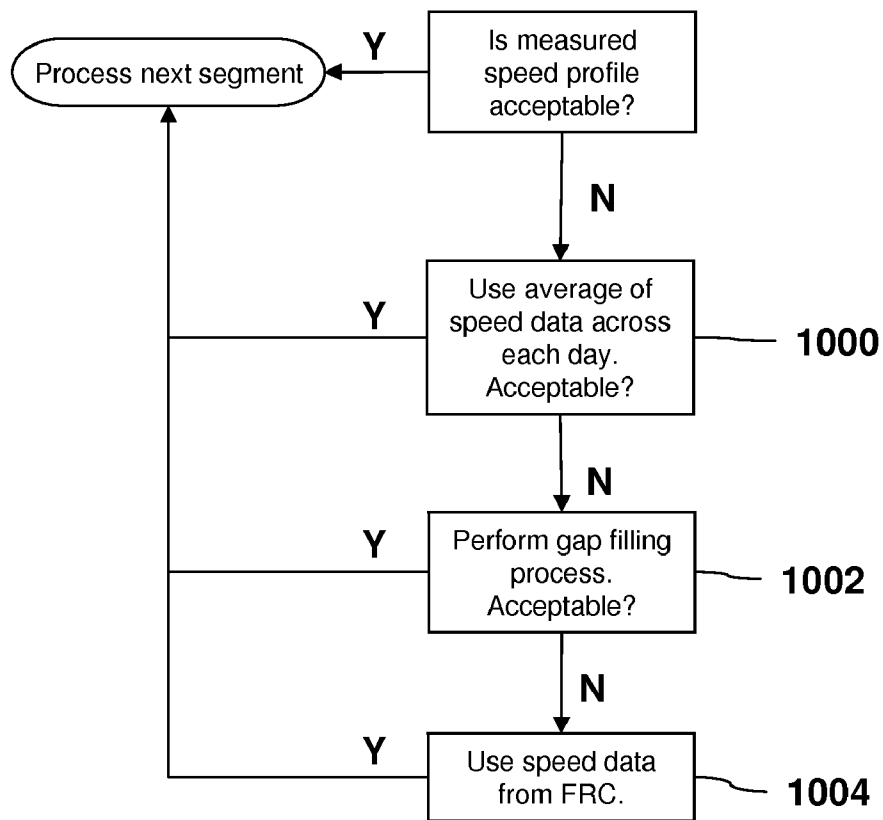 Process next segment
Y
Is measured
speed profile
acceptable?
N
Y
Use average of
speed data across
each day.
Acceptable?
1000
N
Y
Perform gap filling
process.
Acceptable?
1002
N
Y
Use speed data
from FRC.
1004